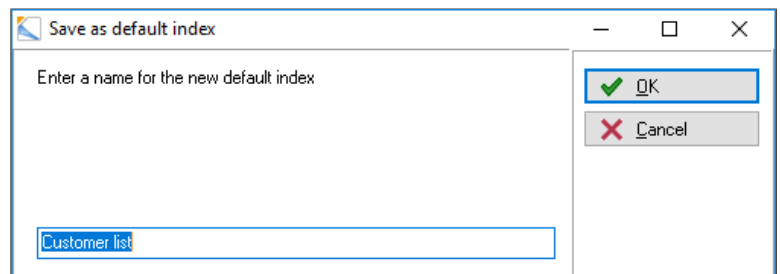 Save as default index
Enter a name for the new default index
OK
Cancel
Customer list